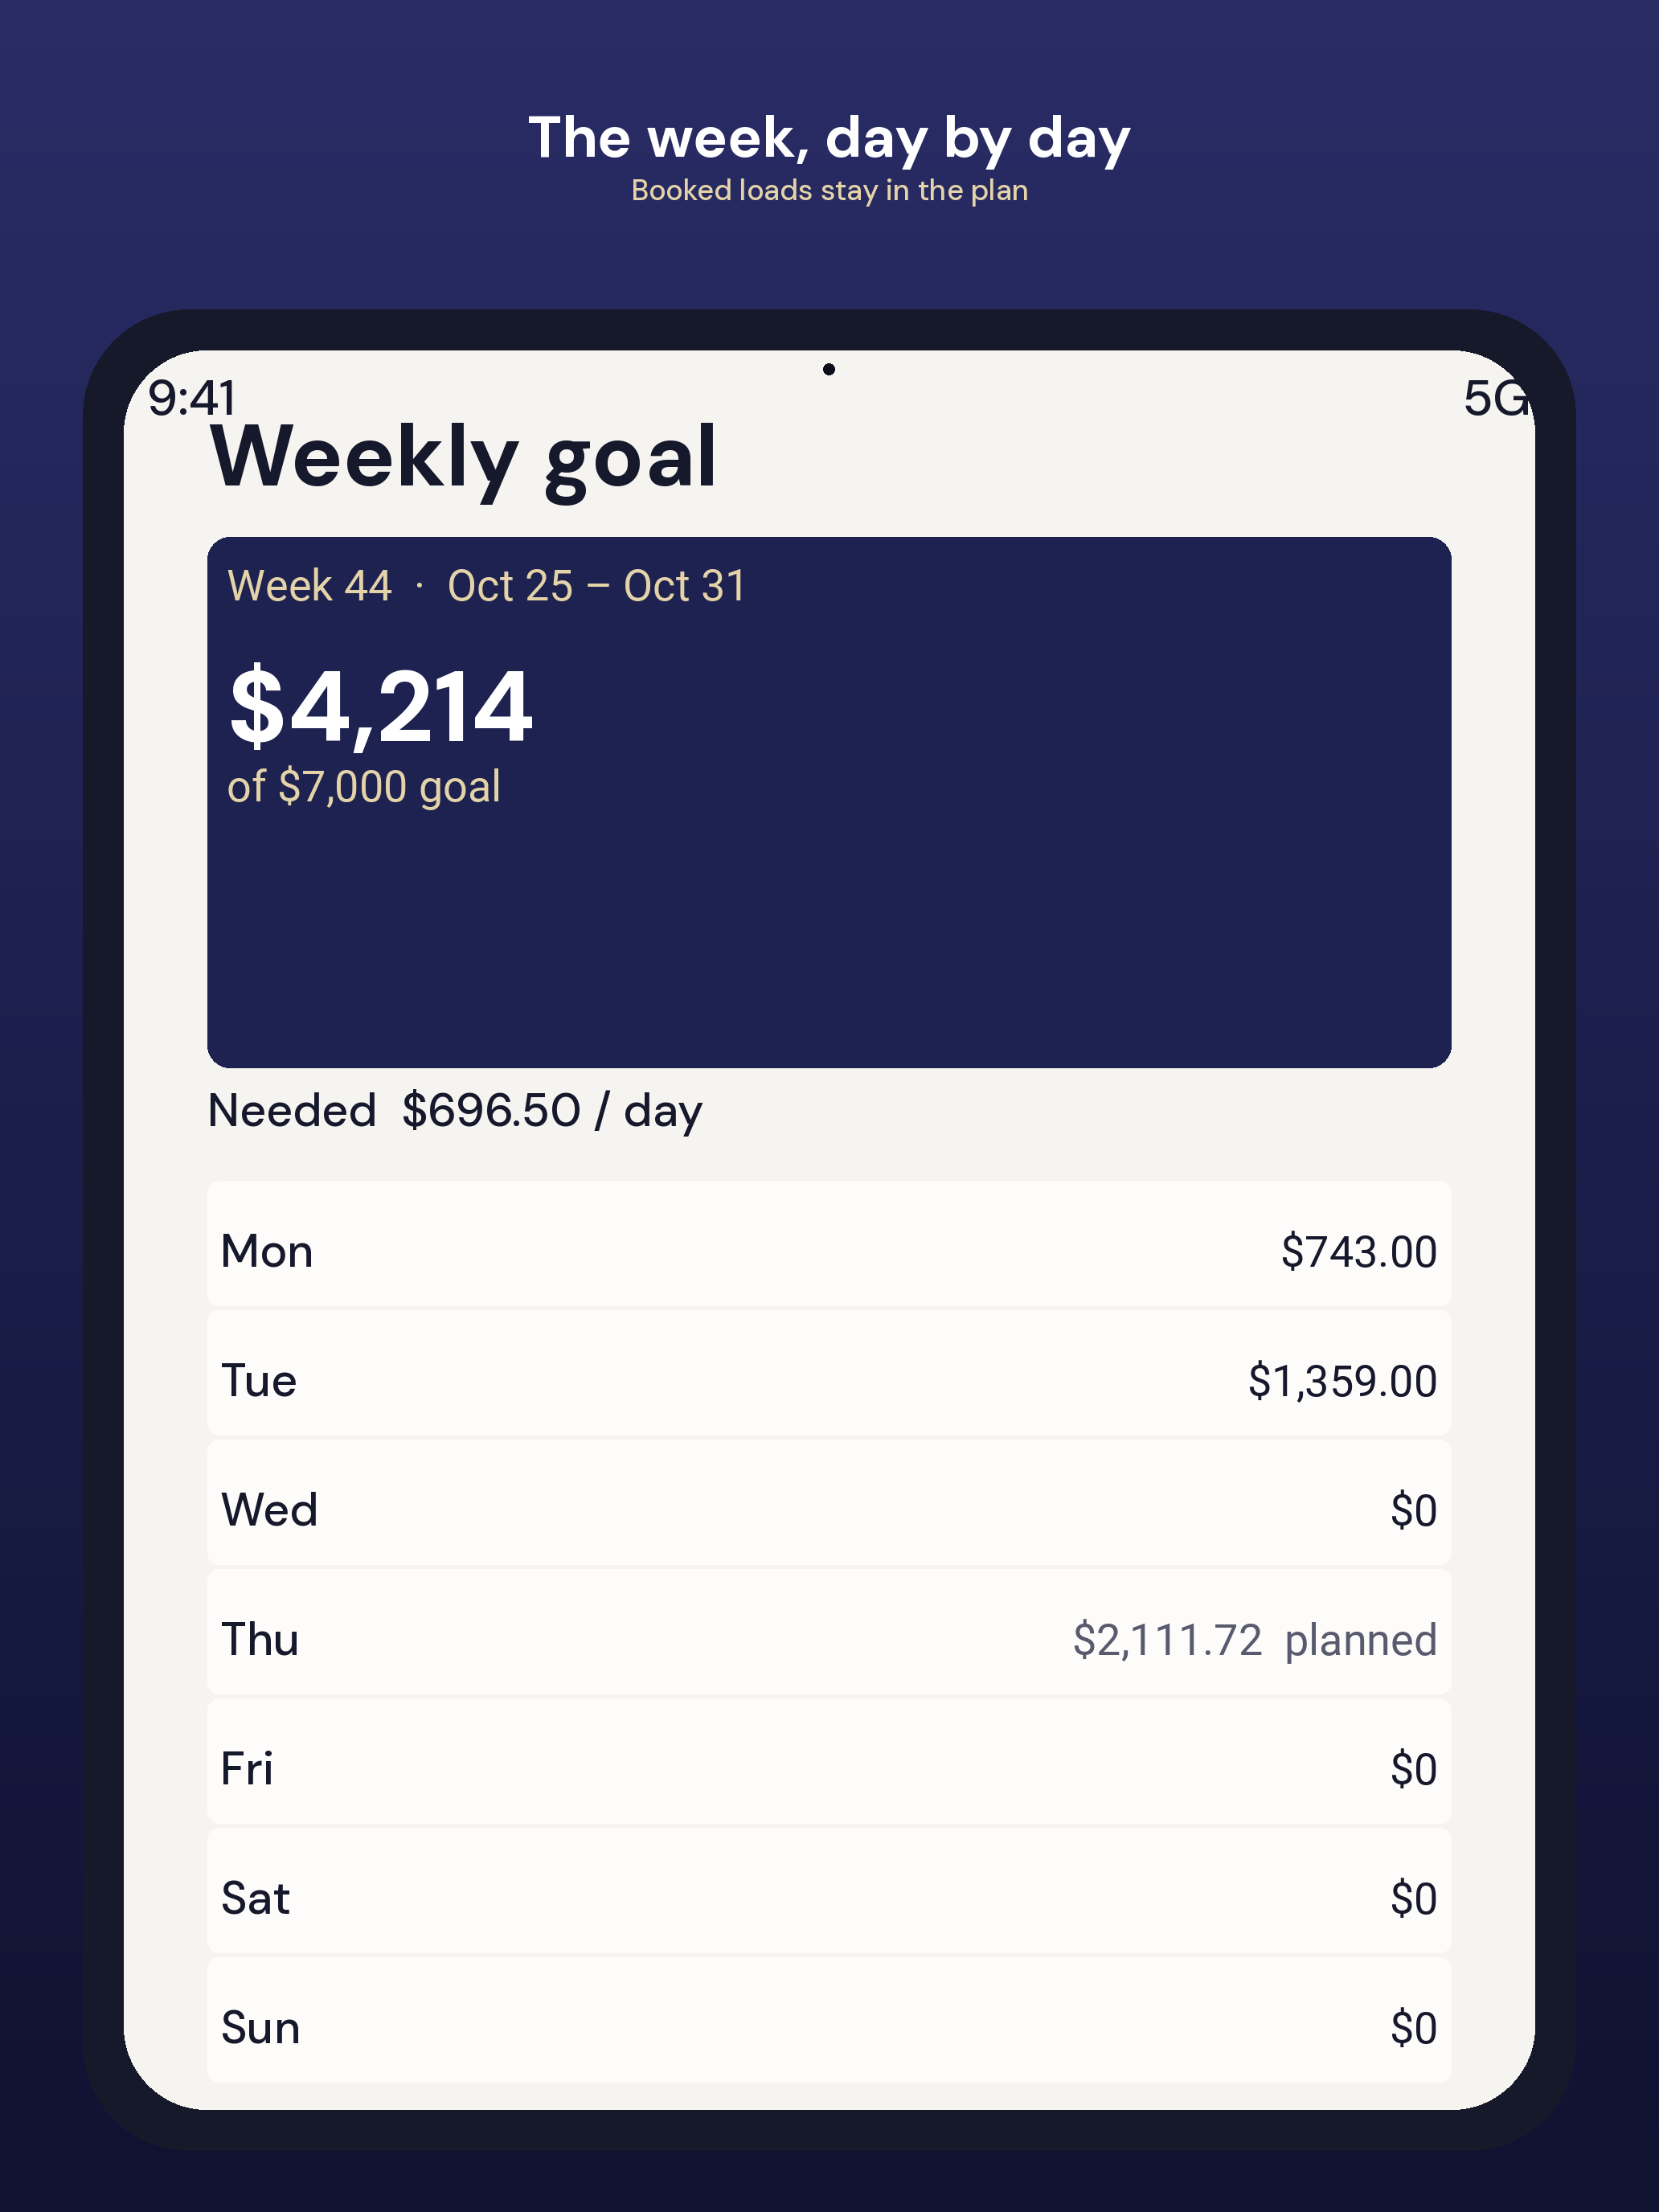 The week, day by day
Booked loads stay in the plan
9:41 5G
Weekly goal
Week 44 · Oct 25 – Oct 31
$4,214
of $7,000 goal
Needed $696.50 / day
Mon $743.00
Tue $1,359.00
Wed $0
Thu $2,111.72 planned
Fri $0
Sat $0
Sun $0